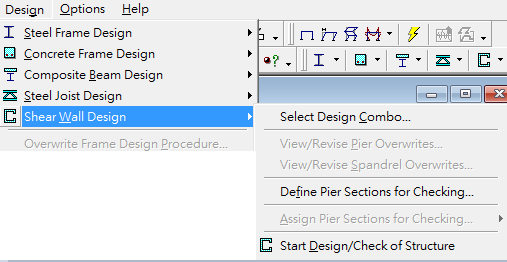 Design Options Help
Steel Frame Design
Concrete Frame Design
Composite Beam Design
Steel Joist Design
Shear Wall Design
Overwrite Frame Design Procedure...
Select Design Combo...
View/Revise Pier Overwrites...
View/Revise Spandrel Overwrites...
Define Pier Sections for Checking...
Assign Pier Sections for Checking...
Start Design/Check of Structure